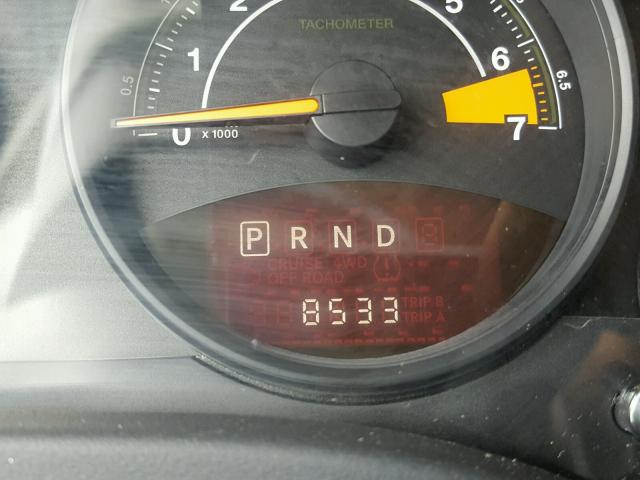 2 5
TACHOMETER
1 6
0.5 6.5
0 x 1000 7
P R N D E
CRUISE 4WD
OFF ROAD
TRIP B
8533 TRIP A